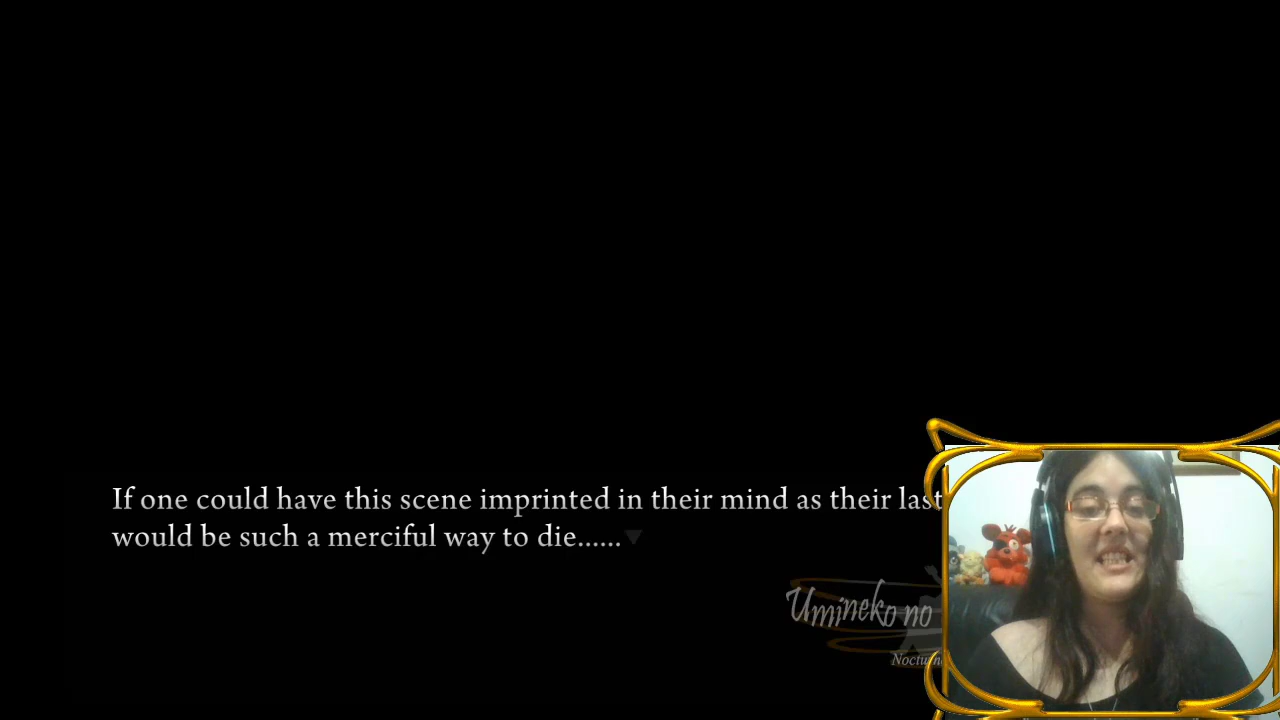 If one could have this scene imprinted in their mind as their last
would be such a merciful way to die......
Umineko no